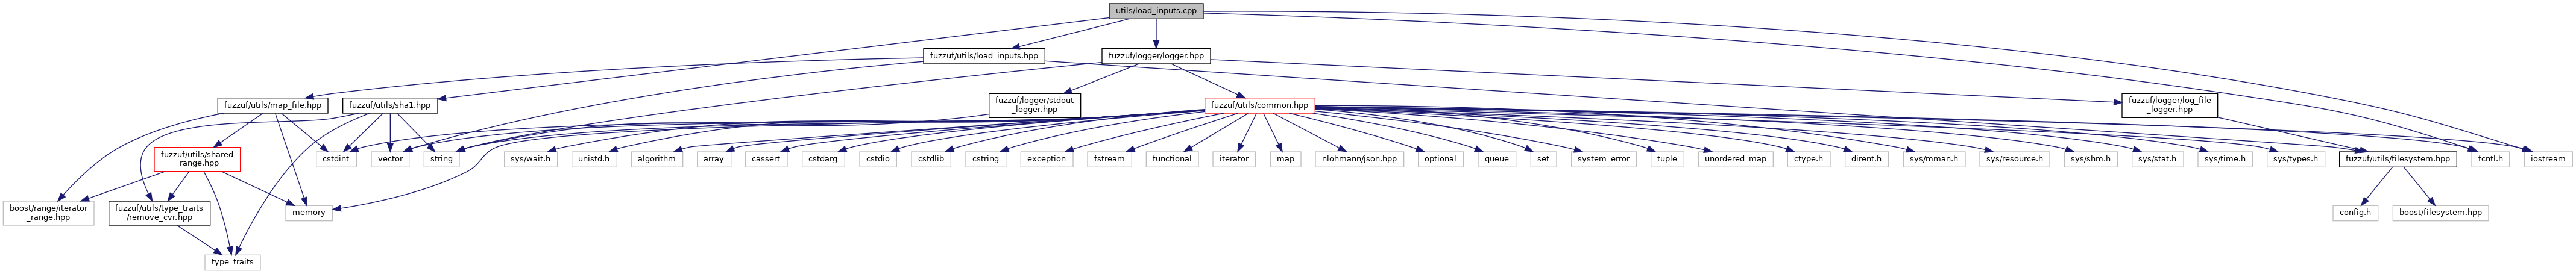 utils/load_inputs.cpp
fuzzuf/utils/load_inputs.hpp
fuzzuf/logger/logger.hpp
fuzzuf/utils/map_file.hpp
fuzzuf/utils/sha1.hpp
fuzzuf/logger/stdout
_logger.hpp
fuzzuf/utils/common.hpp
fuzzuf/logger/log_file
_logger.hpp
fuzzuf/utils/shared
_range.hpp
cstdint
vector
string
sys/wait.h
unistd.h
algorithm
array
cassert
cstdarg
cstdio
cstdlib
cstring
exception
fstream
functional
iterator
map
nlohmann/json.hpp
optional
queue
set
system_error
tuple
unordered_map
ctype.h
dirent.h
sys/mman.h
sys/resource.h
sys/shm.h
sys/stat.h
sys/time.h
sys/types.h
fuzzuf/utils/filesystem.hpp
fcntl.h
iostream
boost/range/iterator
_range.hpp
fuzzuf/utils/type_traits
/remove_cvr.hpp
memory
config.h
boost/filesystem.hpp
type_traits